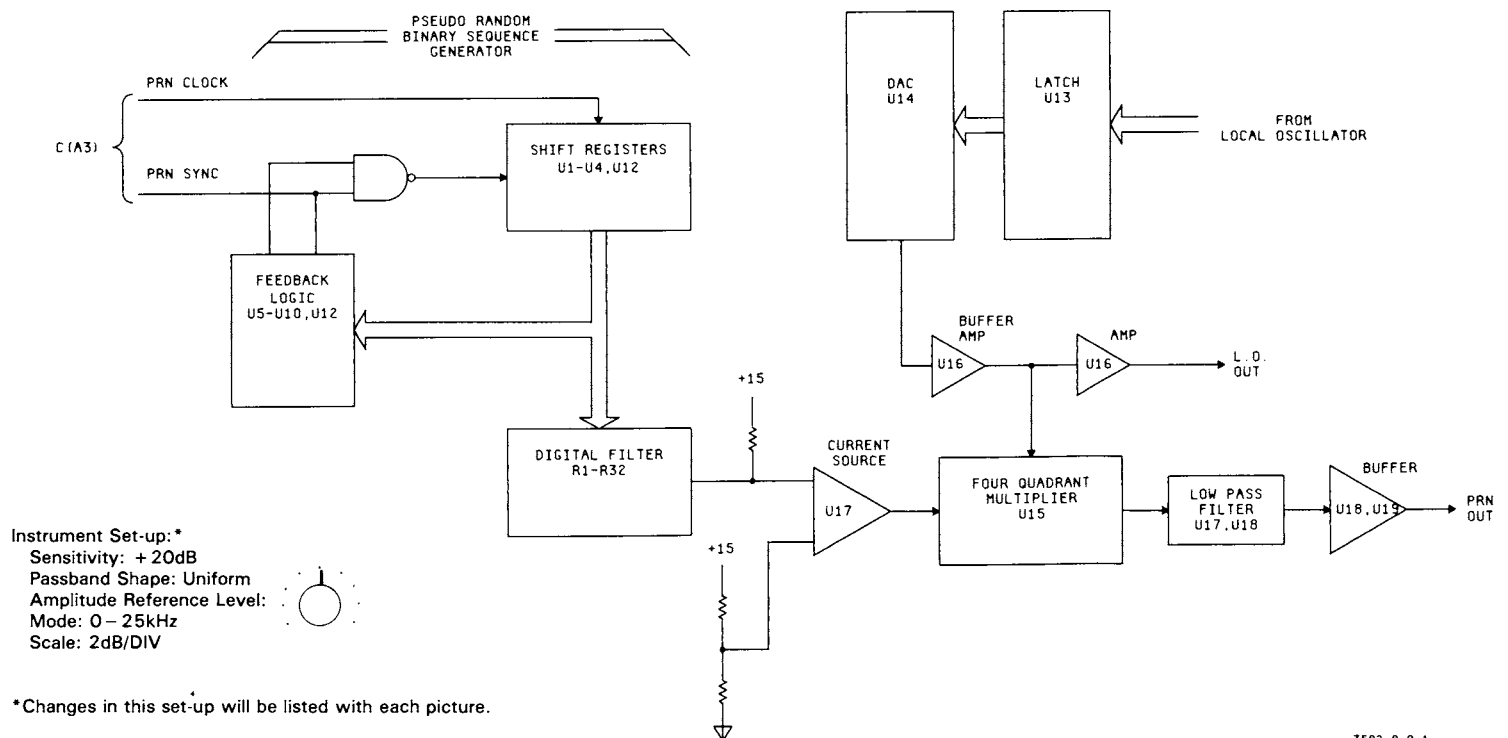 PSEUDO RANDOM
BINARY SEQUENCE
GENERATOR
PRN CLOCK
C(A3)
PRN SYNC
SHIFT REGISTERS
U1-U4,U12
FEEDBACK
LOGIC
U5-U10,U12
DIGITAL FILTER
R1-R32
DAC
U14
LATCH
U13
FROM
LOCAL OSCILLATOR
BUFFER
AMP
U16
AMP
U16
L.O.
OUT
+15
CURRENT
SOURCE
U17
+15
FOUR QUADRANT
MULTIPLIER
U15
LOW PASS
FILTER
U17,U18
BUFFER
U18,U19
PRN
OUT
Instrument Set-up:*
Sensitivity: +20dB
Passband Shape: Uniform
Amplitude Reference Level:
Mode: 0–25kHz
Scale: 2dB/DIV
*Changes in this set-up will be listed with each picture.